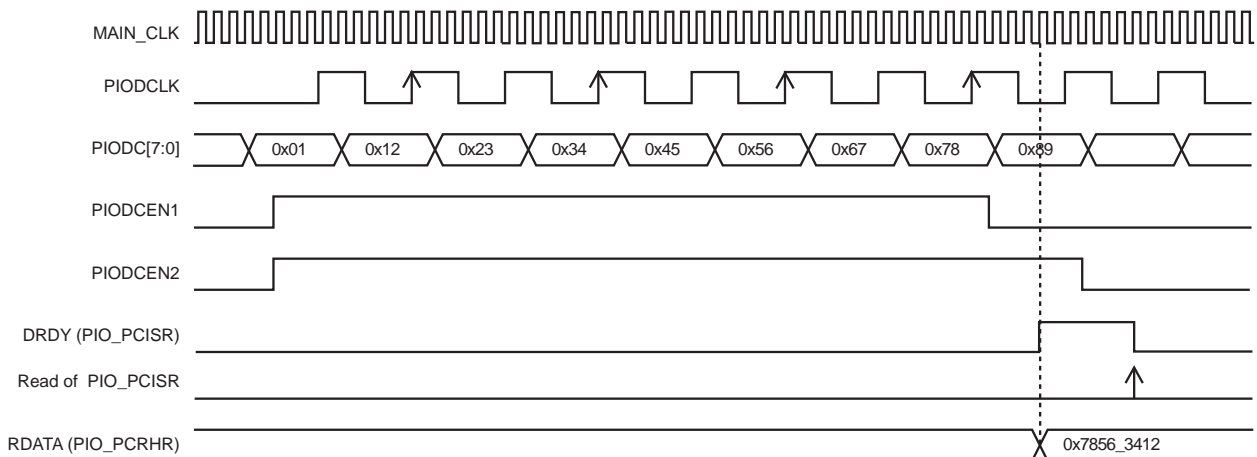 MAIN_CLK
PIODCLK
PIODC[7:0] 0x01 0x12 0x23 0x34 0x45 0x56 0x67 0x78 0x89
PIODCEN1
PIODCEN2
DRDY (PIO_PCISR)
Read of PIO_PCISR
RDATA (PIO_PCRHR) 0x7856_3412